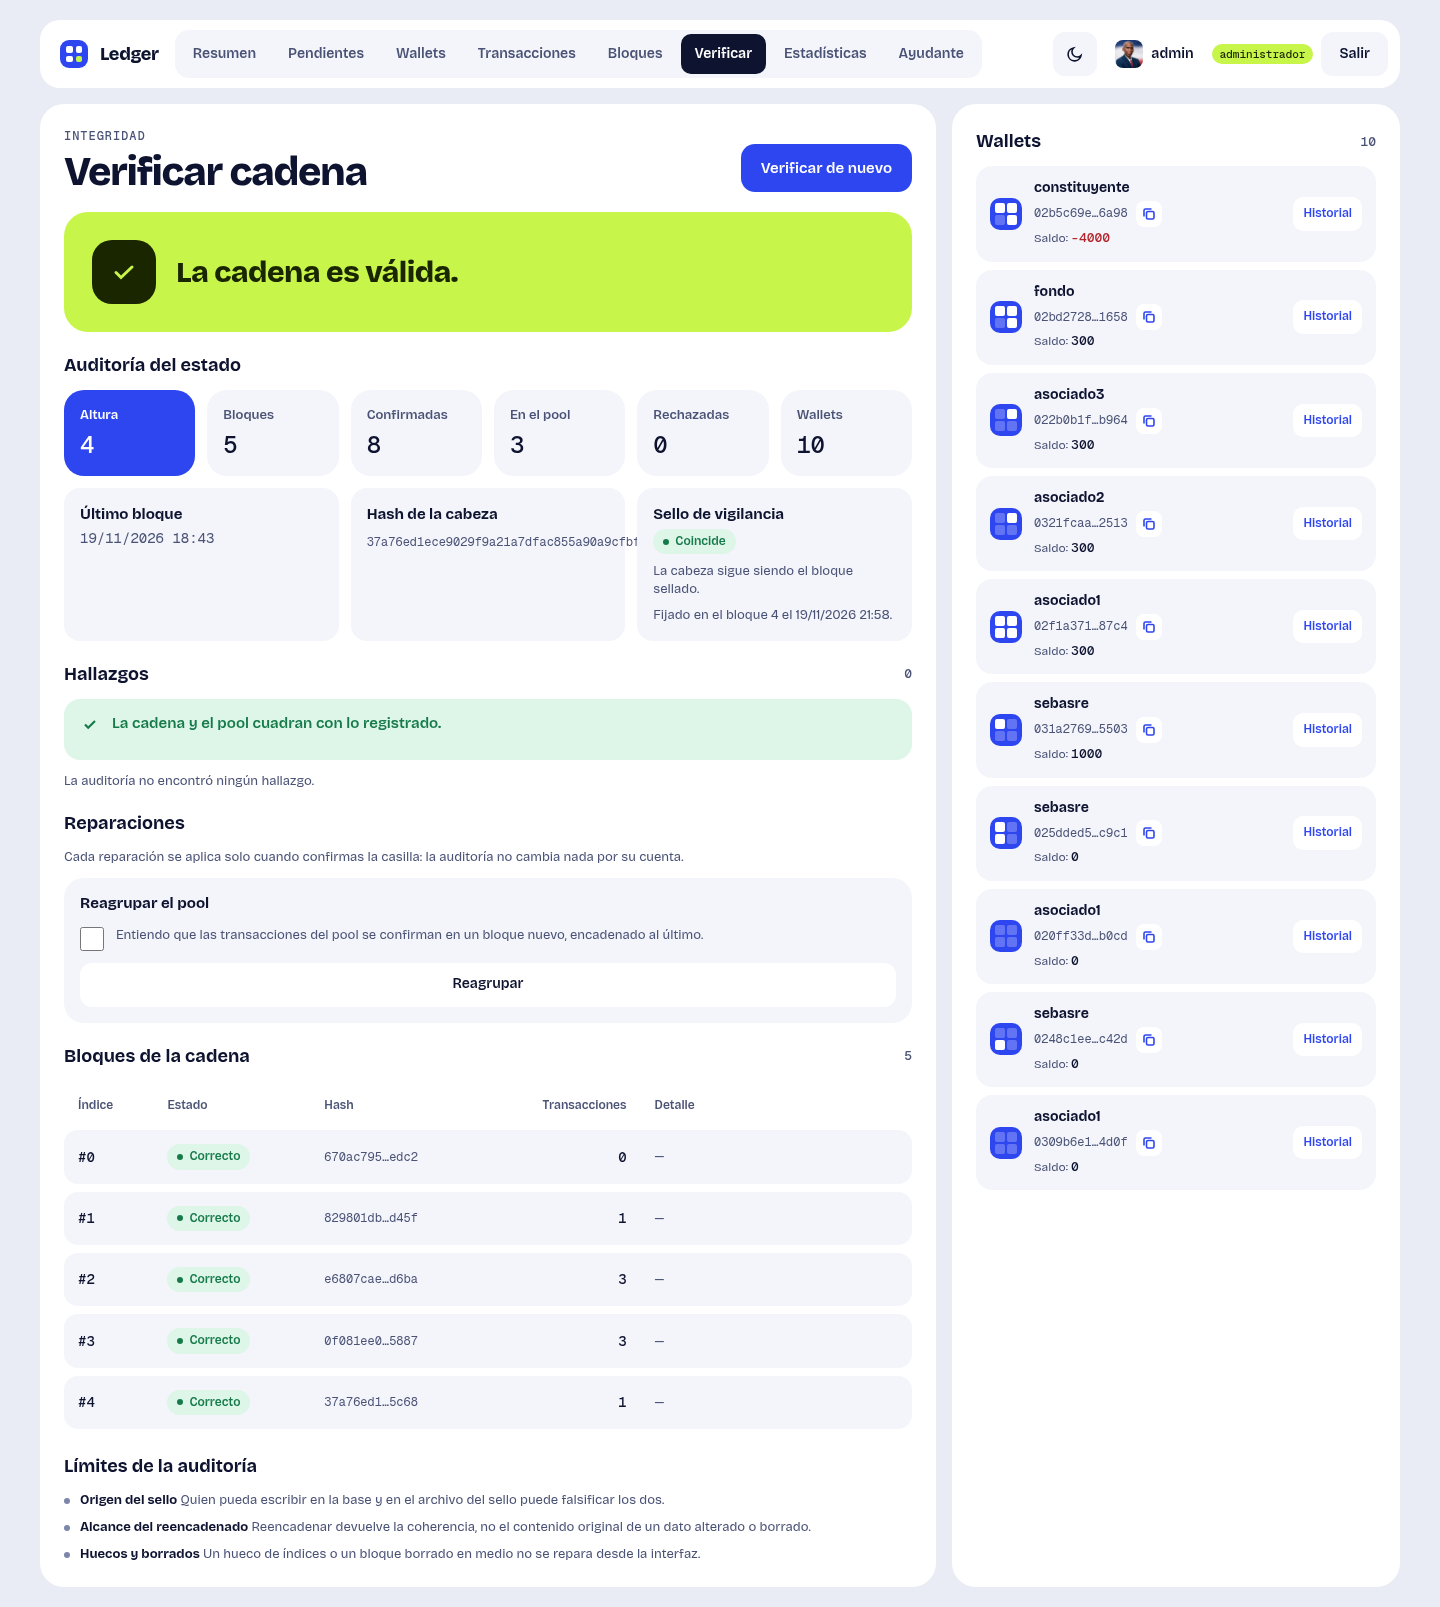 Ledger
Resumen
Pendientes
Wallets
Transacciones
Bloques
Verificar
Estadísticas
Ayudante
admin
administrador
Salir
INTEGRIDAD
Verificar cadena
Verificar de nuevo
La cadena es válida.
Auditoría del estado
Altura
4
Bloques
5
Confirmadas
8
En el pool
3
Rechazadas
0
Wallets
10
Último bloque
19/11/2026 18:43
Hash de la cabeza
37a76ed1ece9029f9a21a7dfac855a90a9cfbf
Sello de vigilancia
Coincide
La cabeza sigue siendo el bloque
sellado.
Fijado en el bloque 4 el 19/11/2026 21:58.
Hallazgos
0
La cadena y el pool cuadran con lo registrado.
La auditoría no encontró ningún hallazgo.
Reparaciones
Cada reparación se aplica solo cuando confirmas la casilla: la auditoría no cambia nada por su cuenta.
Reagrupar el pool
Entiendo que las transacciones del pool se confirman en un bloque nuevo, encadenado al último.
Reagrupar
Bloques de la cadena
5
Índice Estado Hash Transacciones Detalle
#0 Correcto 670ac795…edc2 0 —
#1 Correcto 829801db…d45f 1 —
#2 Correcto e6807cae…d6ba 3 —
#3 Correcto 0f081ee0…5887 3 —
#4 Correcto 37a76ed1…5c68 1 —
Límites de la auditoría
Origen del sello Quien pueda escribir en la base y en el archivo del sello puede falsificar los dos.
Alcance del reencadenado Reencadenar devuelve la coherencia, no el contenido original de un dato alterado o borrado.
Huecos y borrados Un hueco de índices o un bloque borrado en medio no se repara desde la interfaz.
Wallets
10
constituyente
02b5c69e…6a98
Saldo: -4000
Historial
fondo
02bd2728…1658
Saldo: 300
Historial
asociado3
022b0b1f…b964
Saldo: 300
Historial
asociado2
0321fcaa…2513
Saldo: 300
Historial
asociado1
02f1a371…87c4
Saldo: 300
Historial
sebasre
031a2769…5503
Saldo: 1000
Historial
sebasre
025dded5…c9c1
Saldo: 0
Historial
asociado1
020ff33d…b0cd
Saldo: 0
Historial
sebasre
0248c1ee…c42d
Saldo: 0
Historial
asociado1
0309b6e1…4d0f
Saldo: 0
Historial